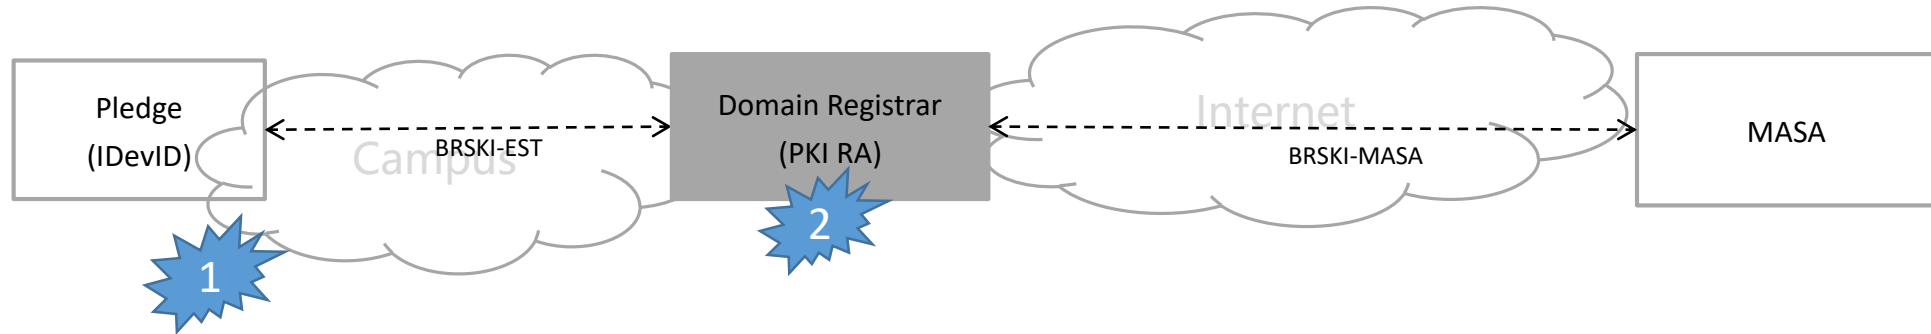 Pledge
(IDevID)
Campus
BRSKI-EST
Domain Registrar
(PKI RA)
Internet
BRSKI-MASA
MASA
1
2